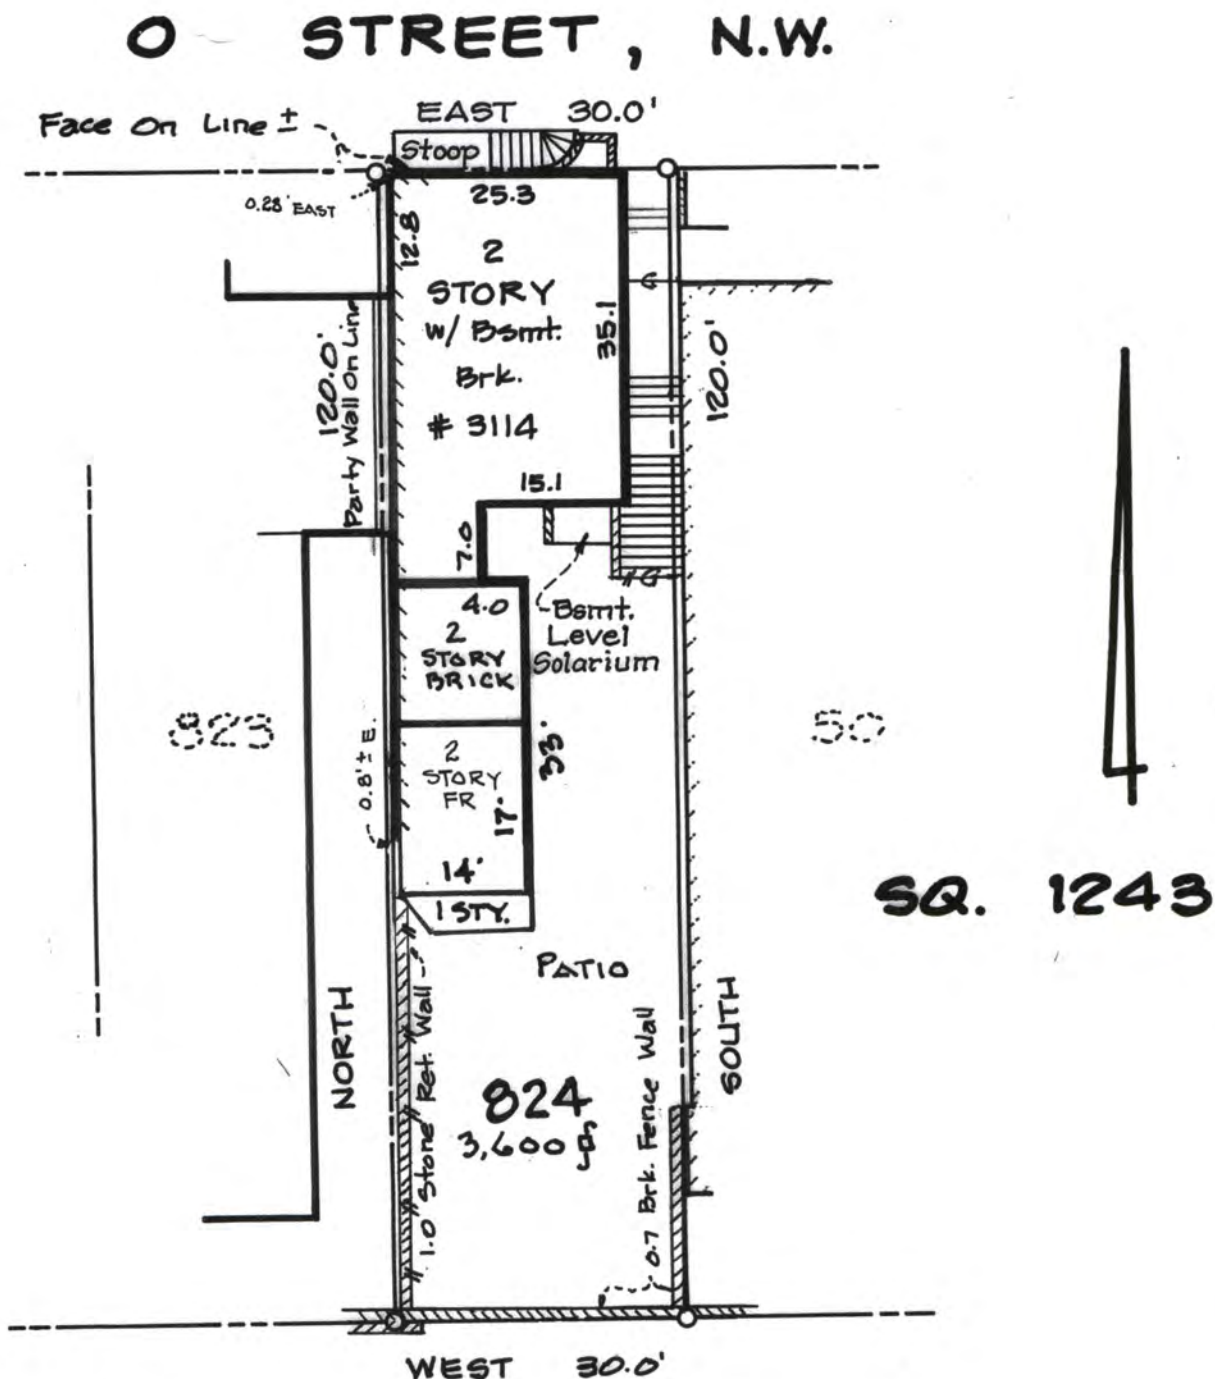 O STREET, N.W.
EAST 30.0'
Face On Line ±
Stoop
0.28' EAST
25.3
12.8
2
STORY
w/ Bsmt.
Brk.
# 3114
35.1
120.0'
Party Wall On Line
120.0'
15.1
7.0
G
G
4.0
Bsmt.
Level
Solarium
2
STORY
BRICK
823
50
0.8' ± E.
33'
2
STORY
FR
17'
14'
1 STY.
SQ. 1243
PATIO
NORTH
1.0' Stone Ret. Wall
824
3,600
0.7 Brk. Fence Wall
SOUTH
WEST 30.0'